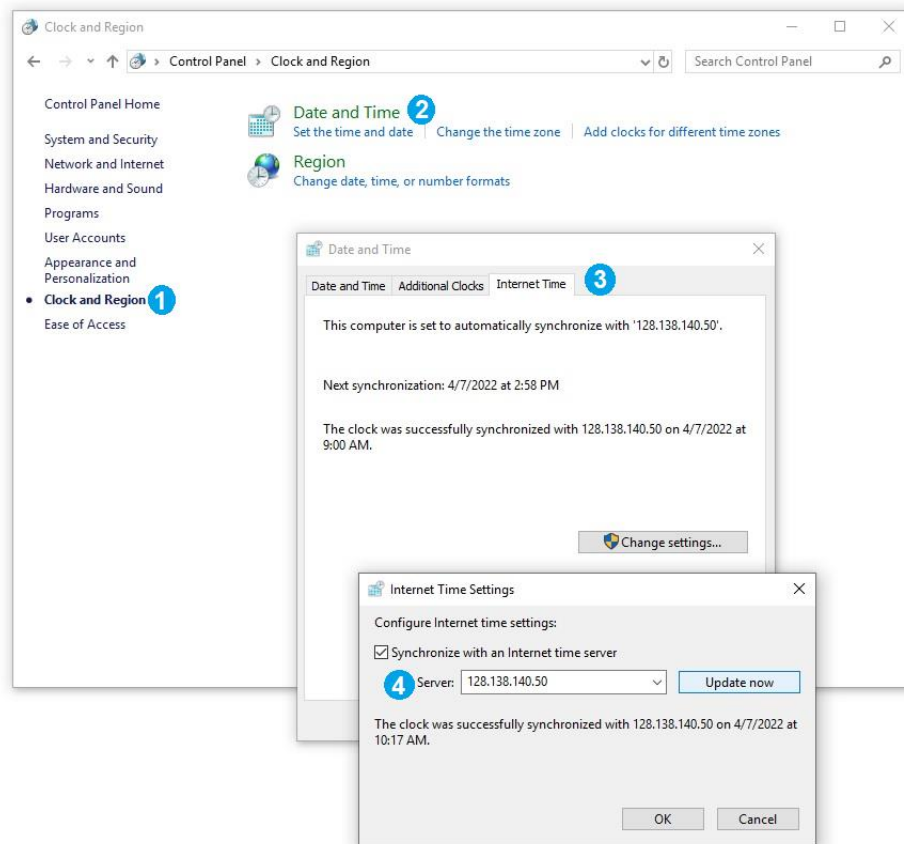 Clock and Region
Control Panel > Clock and Region
Search Control Panel
Control Panel Home
System and Security
Network and Internet
Hardware and Sound
Programs
User Accounts
Appearance and
Personalization
Clock and Region 1
Ease of Access
Date and Time 2
Set the time and date | Change the time zone | Add clocks for different time zones
Region
Change date, time, or number formats
Date and Time
Date and Time Additional Clocks Internet Time 3
This computer is set to automatically synchronize with '128.138.140.50'.
Next synchronization: 4/7/2022 at 2:58 PM
The clock was successfully synchronized with 128.138.140.50 on 4/7/2022 at
9:00 AM.
Change settings...
Internet Time Settings
Configure Internet time settings:
Synchronize with an Internet time server
4 Server: 128.138.140.50 Update now
The clock was successfully synchronized with 128.138.140.50 on 4/7/2022 at
10:17 AM.
OK Cancel